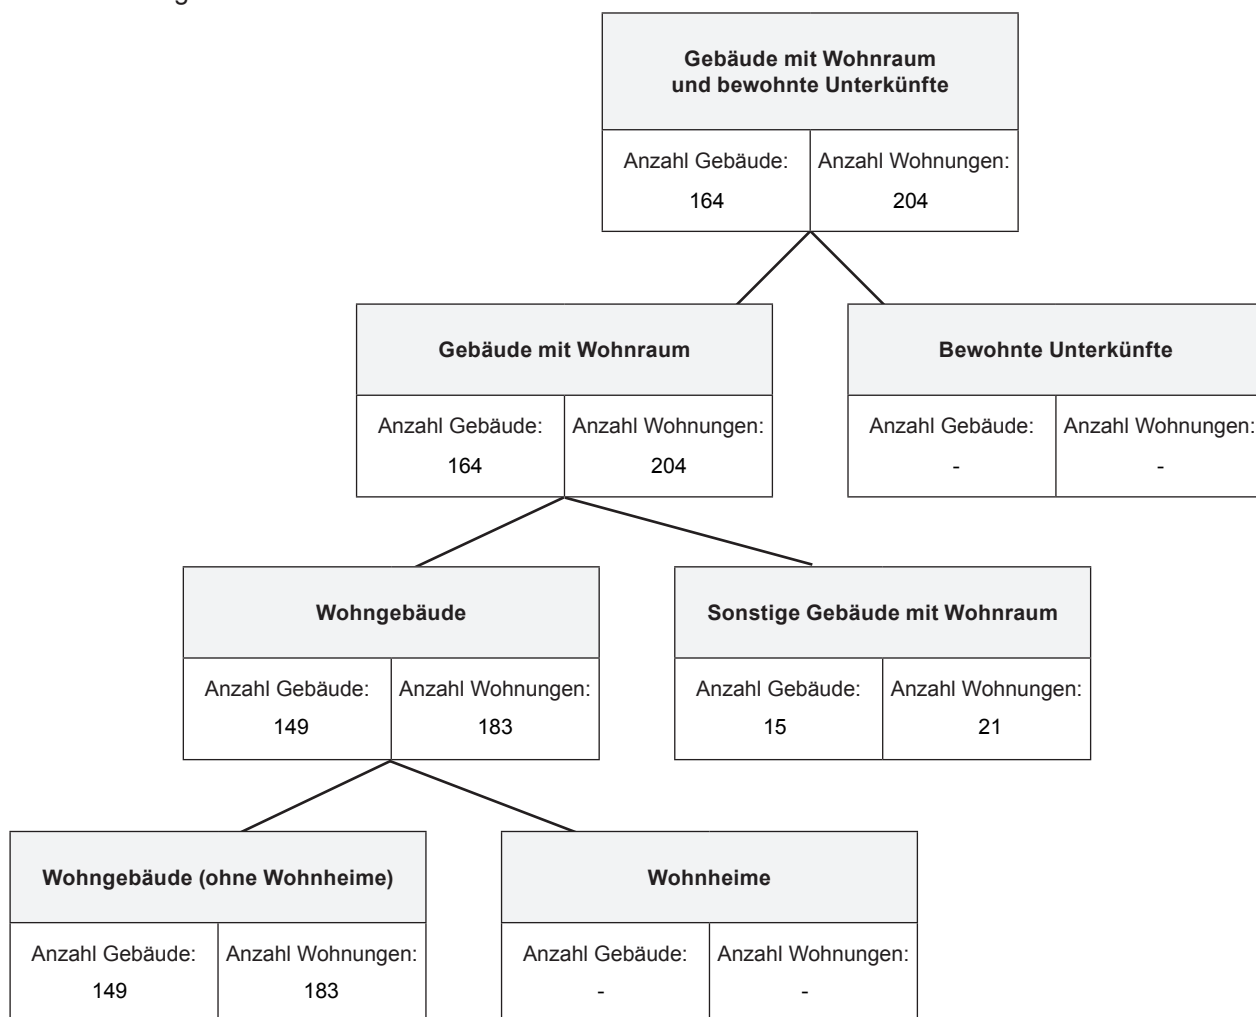 Gebäude mit Wohnraum
und bewohnte Unterkünfte
Anzahl Gebäude: Anzahl Wohnungen:
164 204
Gebäude mit Wohnraum
Bewohnte Unterkünfte
Anzahl Gebäude: Anzahl Wohnungen:
164 204
Anzahl Gebäude: Anzahl Wohnungen:
- -
Wohngebäude
Sonstige Gebäude mit Wohnraum
Anzahl Gebäude: Anzahl Wohnungen:
149 183
Anzahl Gebäude: Anzahl Wohnungen:
15 21
Wohngebäude (ohne Wohnheime)
Wohnheime
Anzahl Gebäude: Anzahl Wohnungen:
149 183
Anzahl Gebäude: Anzahl Wohnungen:
- -